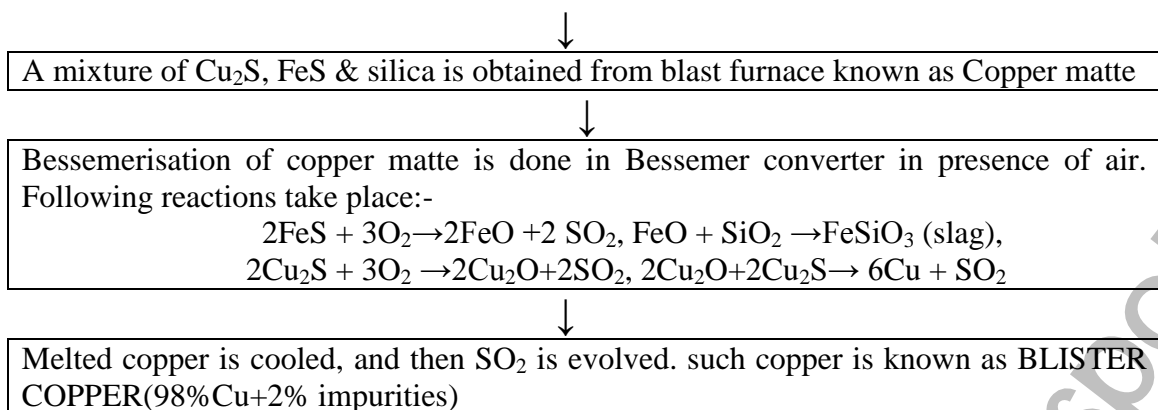 ↓
A mixture of Cu₂S, FeS & silica is obtained from blast furnace known as Copper matte
↓
Bessemerisation of copper matte is done in Bessemer converter in presence of air.
Following reactions take place:-
2FeS + 3O₂→2FeO +2 SO₂, FeO + SiO₂ →FeSiO₃ (slag),
2Cu₂S + 3O₂ →2Cu₂O+2SO₂, 2Cu₂O+2Cu₂S→ 6Cu + SO₂
↓
Melted copper is cooled, and then SO₂ is evolved. such copper is known as BLISTER
COPPER(98%Cu+2% impurities)